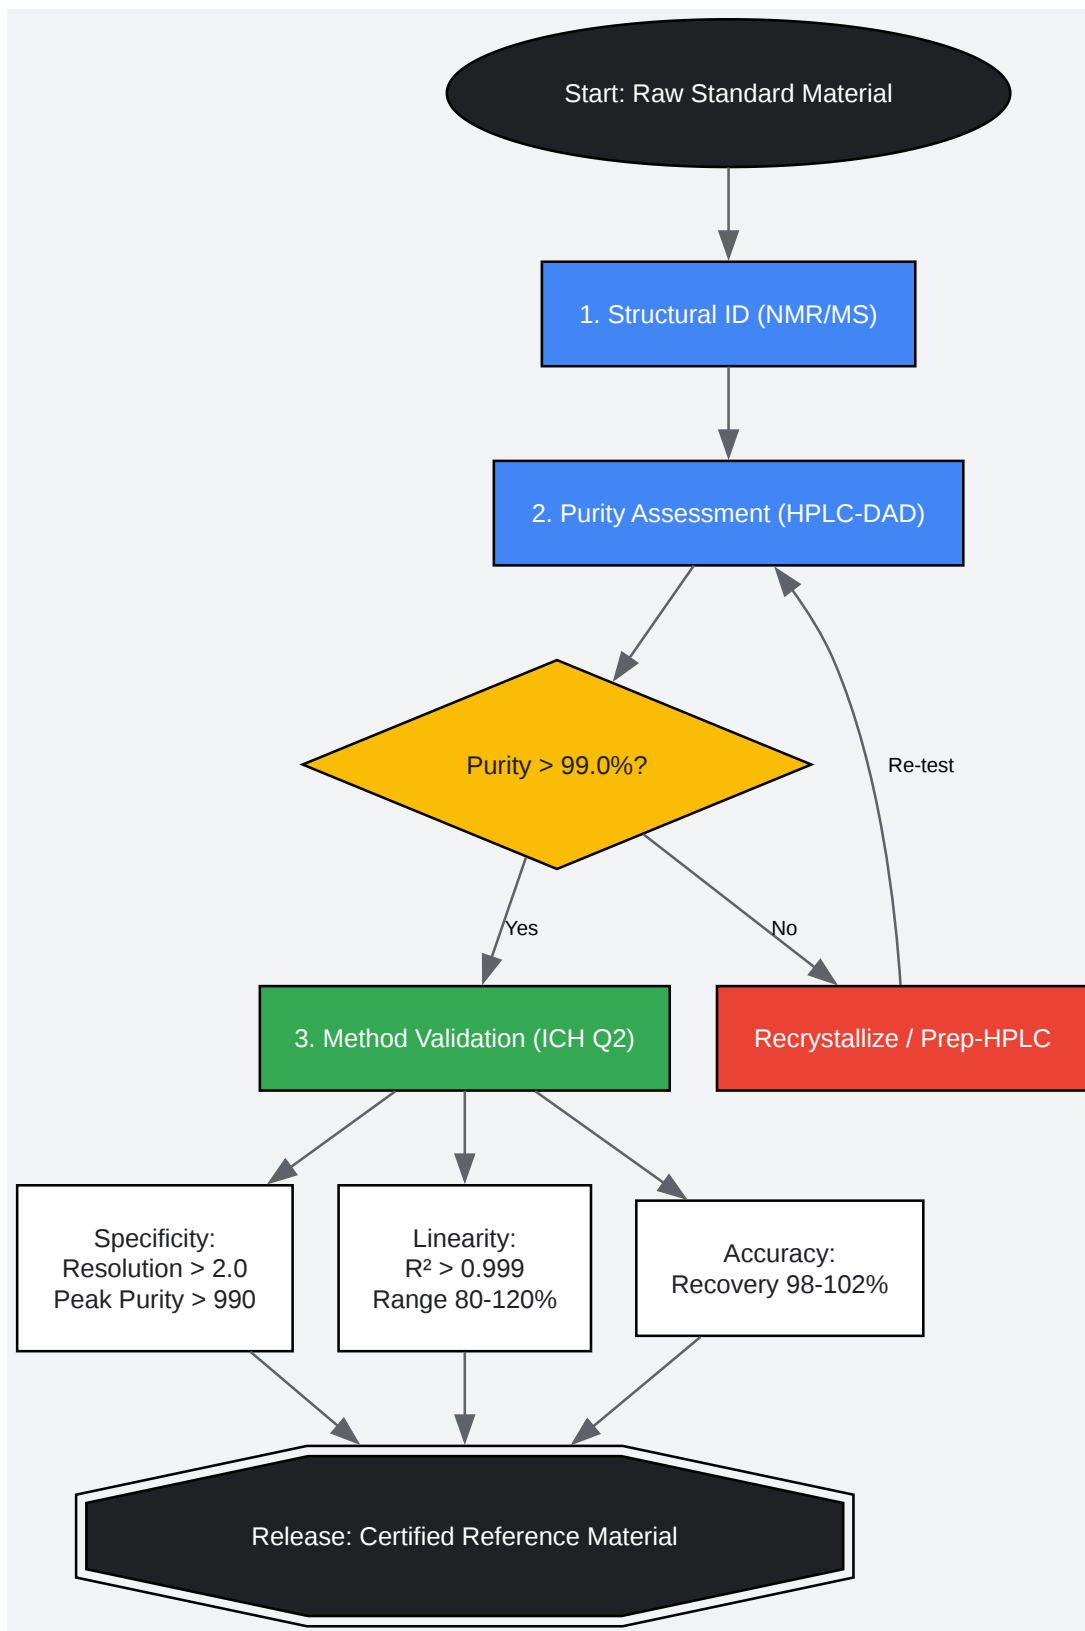 Start: Raw Standard Material
1. Structural ID (NMR/MS)
2. Purity Assessment (HPLC-DAD)
Purity > 99.0%?
Re-test
Yes
No
3. Method Validation (ICH Q2)
Recrystallize / Prep-HPLC
Specificity:
Resolution > 2.0
Peak Purity > 990
Linearity:
R² > 0.999
Range 80-120%
Accuracy:
Recovery 98-102%
Release: Certified Reference Material